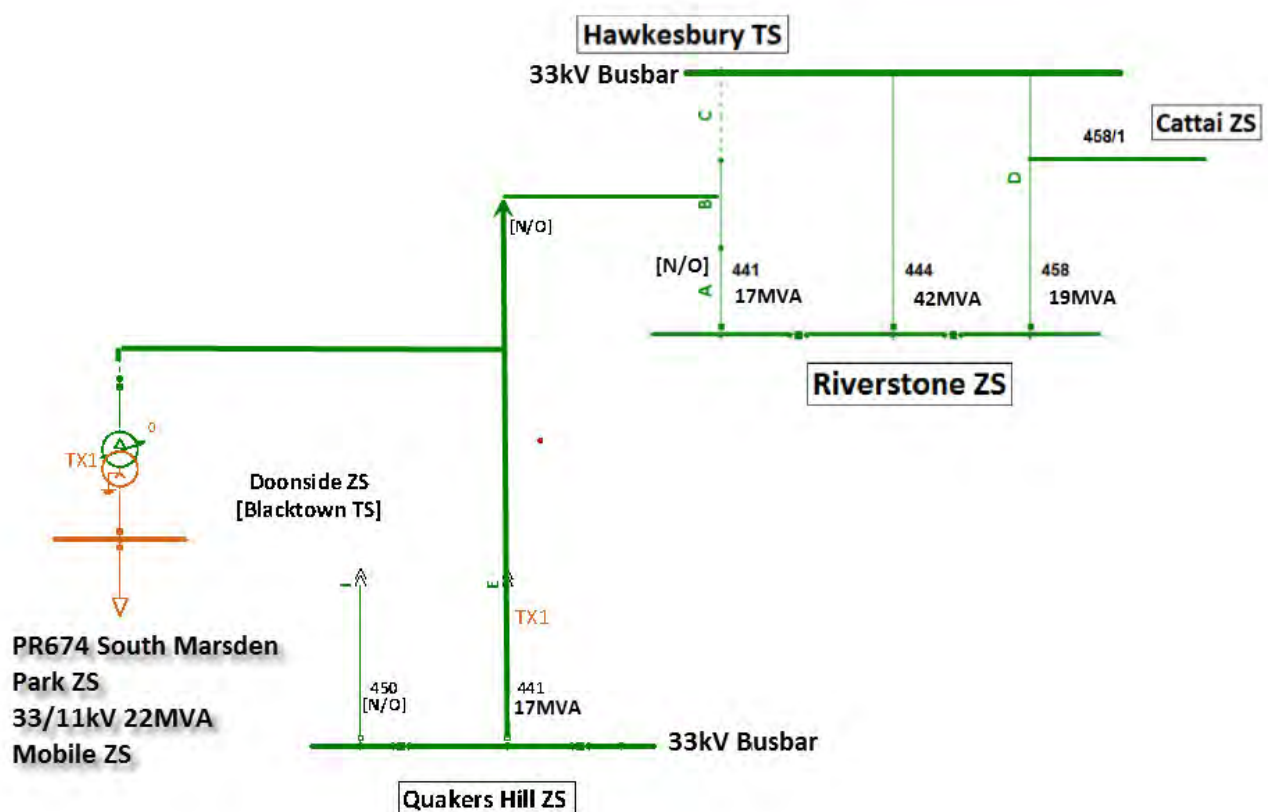 Hawkesbury TS
33kV Busbar
C
Cattai ZS
458/1
D
B
[N/O]
[N/O]
441
444
458
A
17MVA
42MVA
19MVA
Riverstone ZS
0
TX1
Doonside ZS
[Blacktown TS]
I
E
TX1
PR674 South Marsden
Park ZS
33/11kV 22MVA
Mobile ZS
450
[N/O]
441
17MVA
33kV Busbar
Quakers Hill ZS